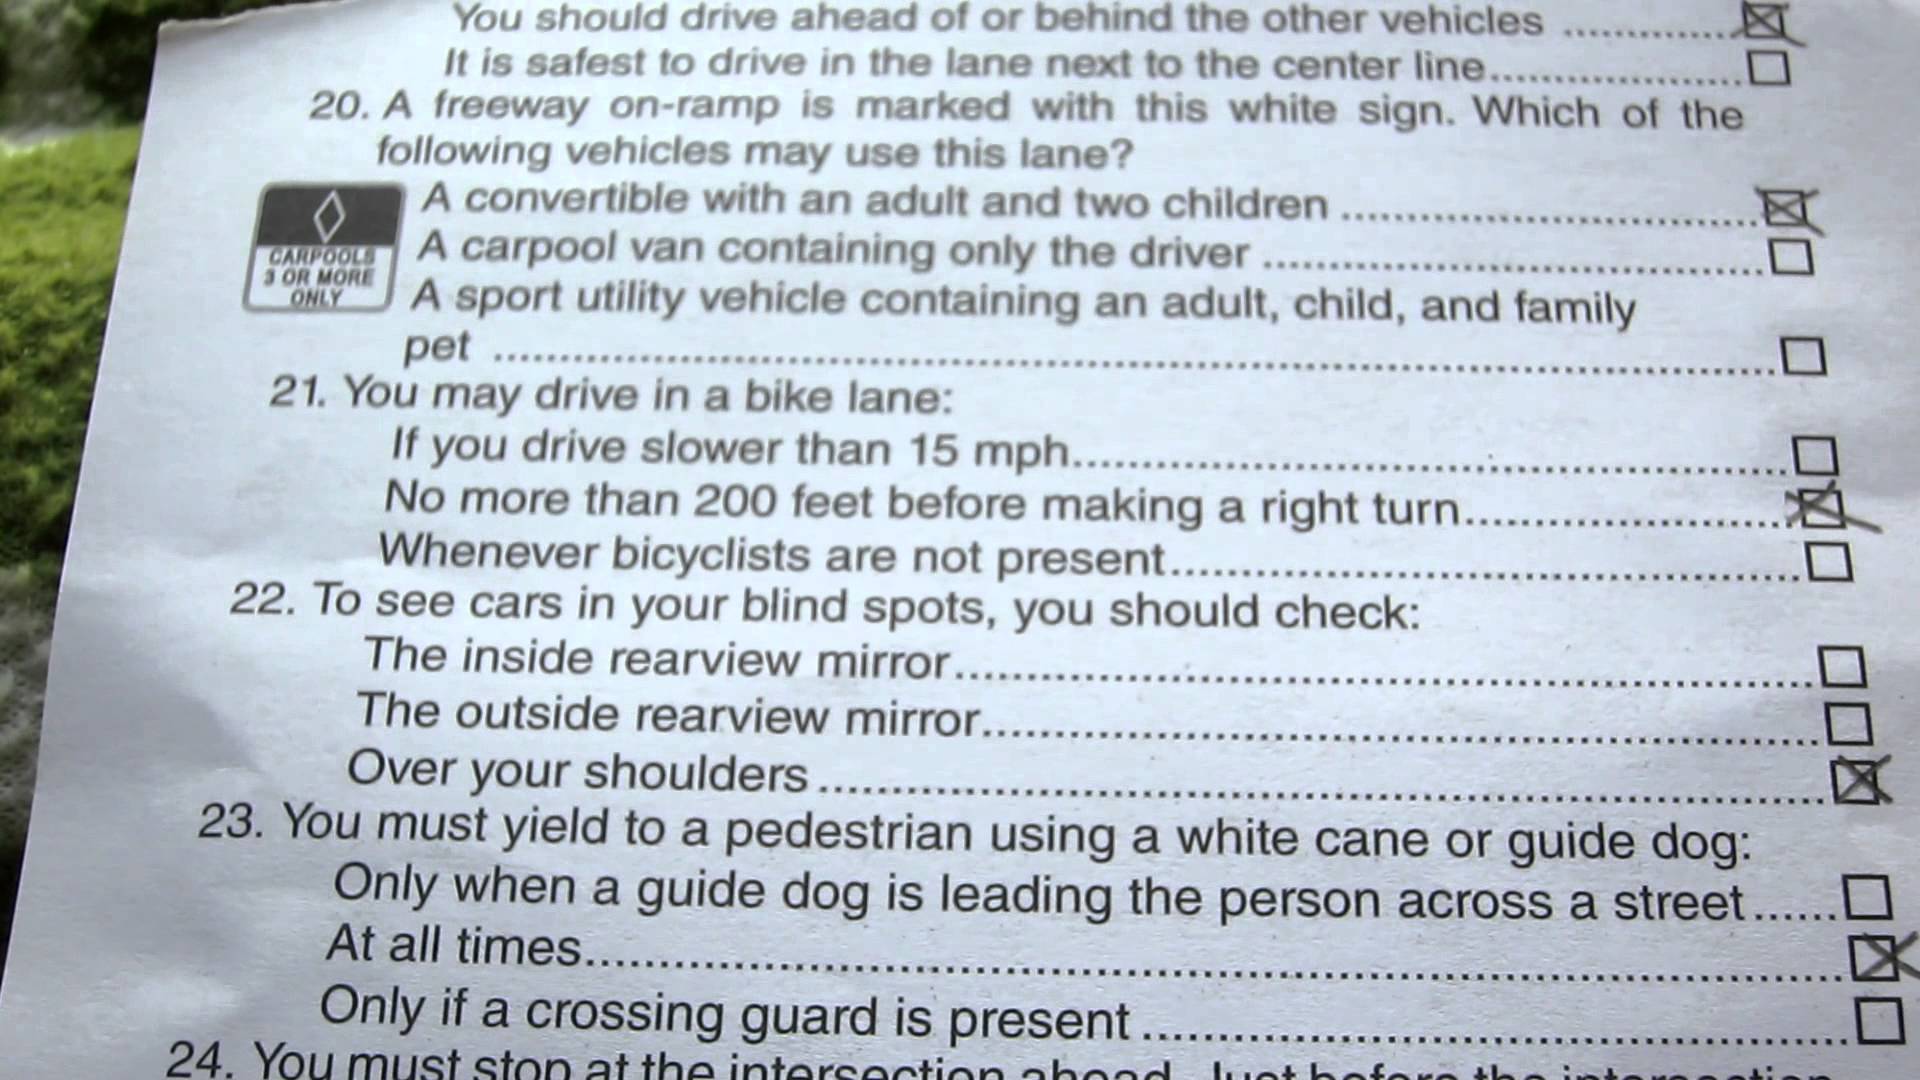 You should drive ahead of or behind the other vehicles ..............
It is safest to drive in the lane next to the center line......................
20. A freeway on-ramp is marked with this white sign. Which of the
following vehicles may use this lane?
A convertible with an adult and two children ....................................
A carpool van containing only the driver ...........................................
CARPOOLS
3 OR MORE
ONLY
A sport utility vehicle containing an adult, child, and family
pet ..........................................................................................................
21. You may drive in a bike lane:
If you drive slower than 15 mph............................................................
No more than 200 feet before making a right turn...........................
Whenever bicyclists are not present....................................................
22. To see cars in your blind spots, you should check:
The inside rearview mirror......................................................................
The outside rearview mirror....................................................................
Over your shoulders ...............................................................................
23. You must yield to a pedestrian using a white cane or guide dog:
Only when a guide dog is leading the person across a street......
At all times................................................................................................
Only if a crossing guard is present ......................................................
24. You must stop at the intersection ahead. Just before the intersection